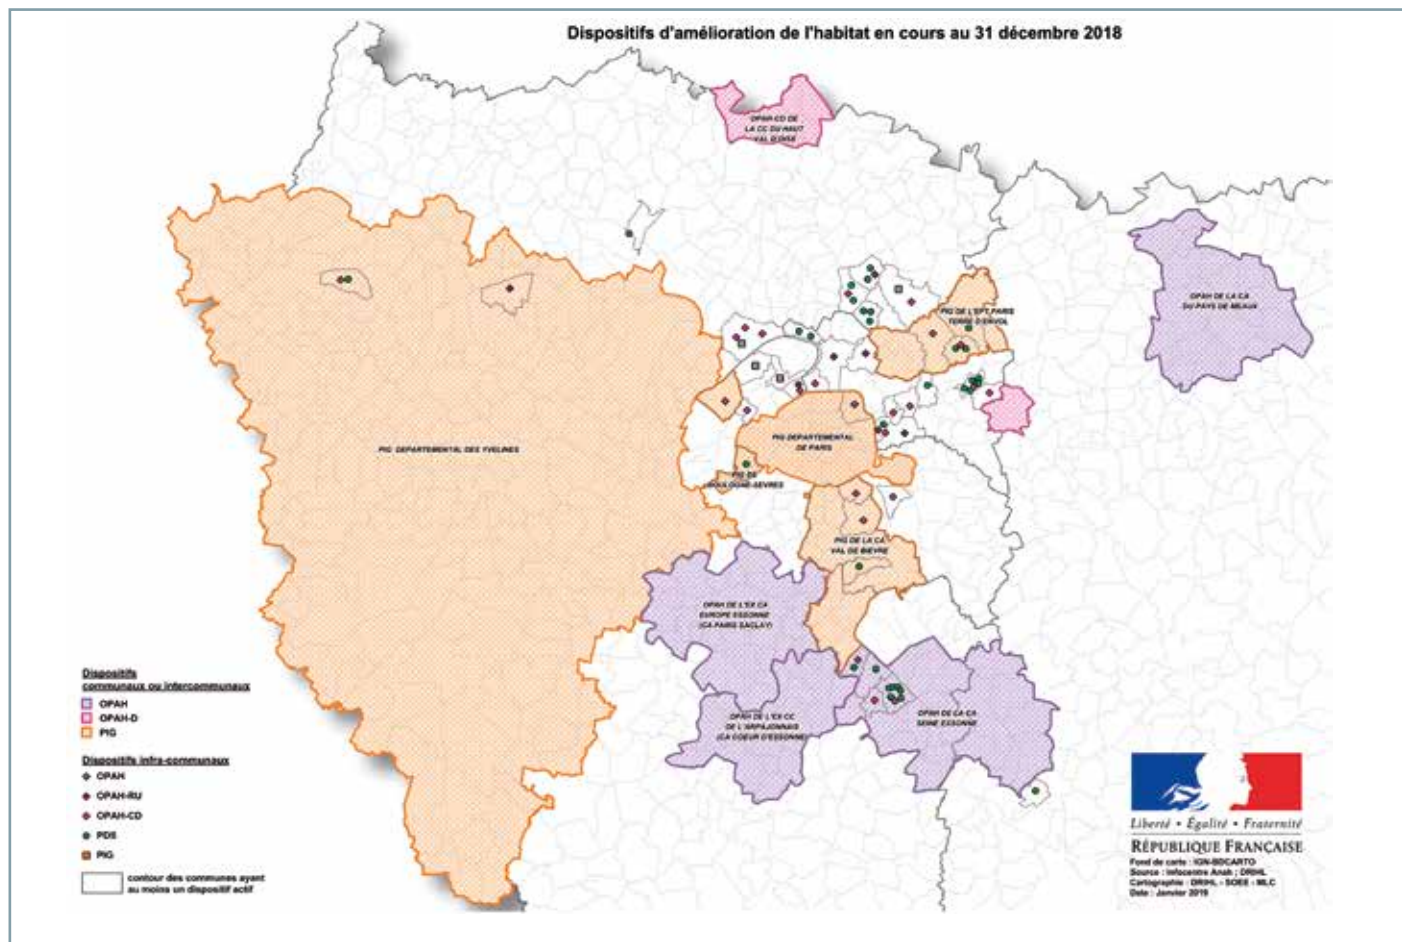 Dispositifs d'amélioration de l'habitat en cours au 31 décembre 2018
OPAH-CD DE
LA CC DU HAUT
VAL D'OISE
OPAH DE LA CA
DU PAYS DE MEAUX
PIG DE L'EPT PARIS
TERRE D'ENVOL
PIG DEPARTEMENTAL DES YVELINES
PIG DEPARTEMENTAL
DE PARIS
PIG DE
BOULOGNE-SEVRES
PIG DE LA CA
VAL DE BIEVRE
OPAH DE L'EX CA
EUROPE ESSONNE
(CA PARIS SACLAY)
OPAH DE L'EX CC
DE L'ARPAJONNAIS
(CA COEUR D'ESSONNE)
OPAH DE LA CA
SEINE ESSONNE
Dispositifs
communaux ou intercommunaux
OPAH
OPAH-D
PIG
Dispositifs infra-communaux
OPAH
OPAH-RU
OPAH-CD
PDS
PIG
contour des communes ayant
au moins un dispositif actif
Liberté • Égalité • Fraternité
RÉPUBLIQUE FRANÇAISE
Fond de carte : IGN-BDCARTO
Source : Infocentre Anah ; DRIHL
Cartographie : DRIHL - SOEE - MLC
Date : Janvier 2019